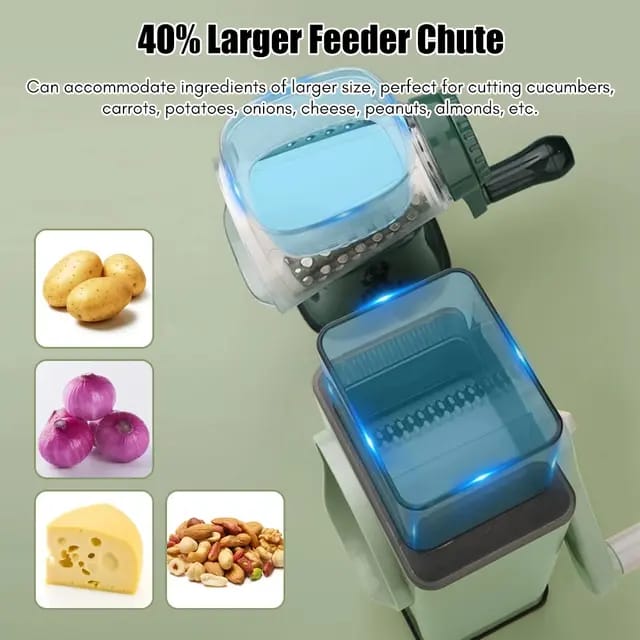 40% Larger Feeder Chute
Can accommodate ingredients of larger size, perfect for cutting cucumbers,
carrots, potatoes, onions, cheese, peanuts, almonds, etc.